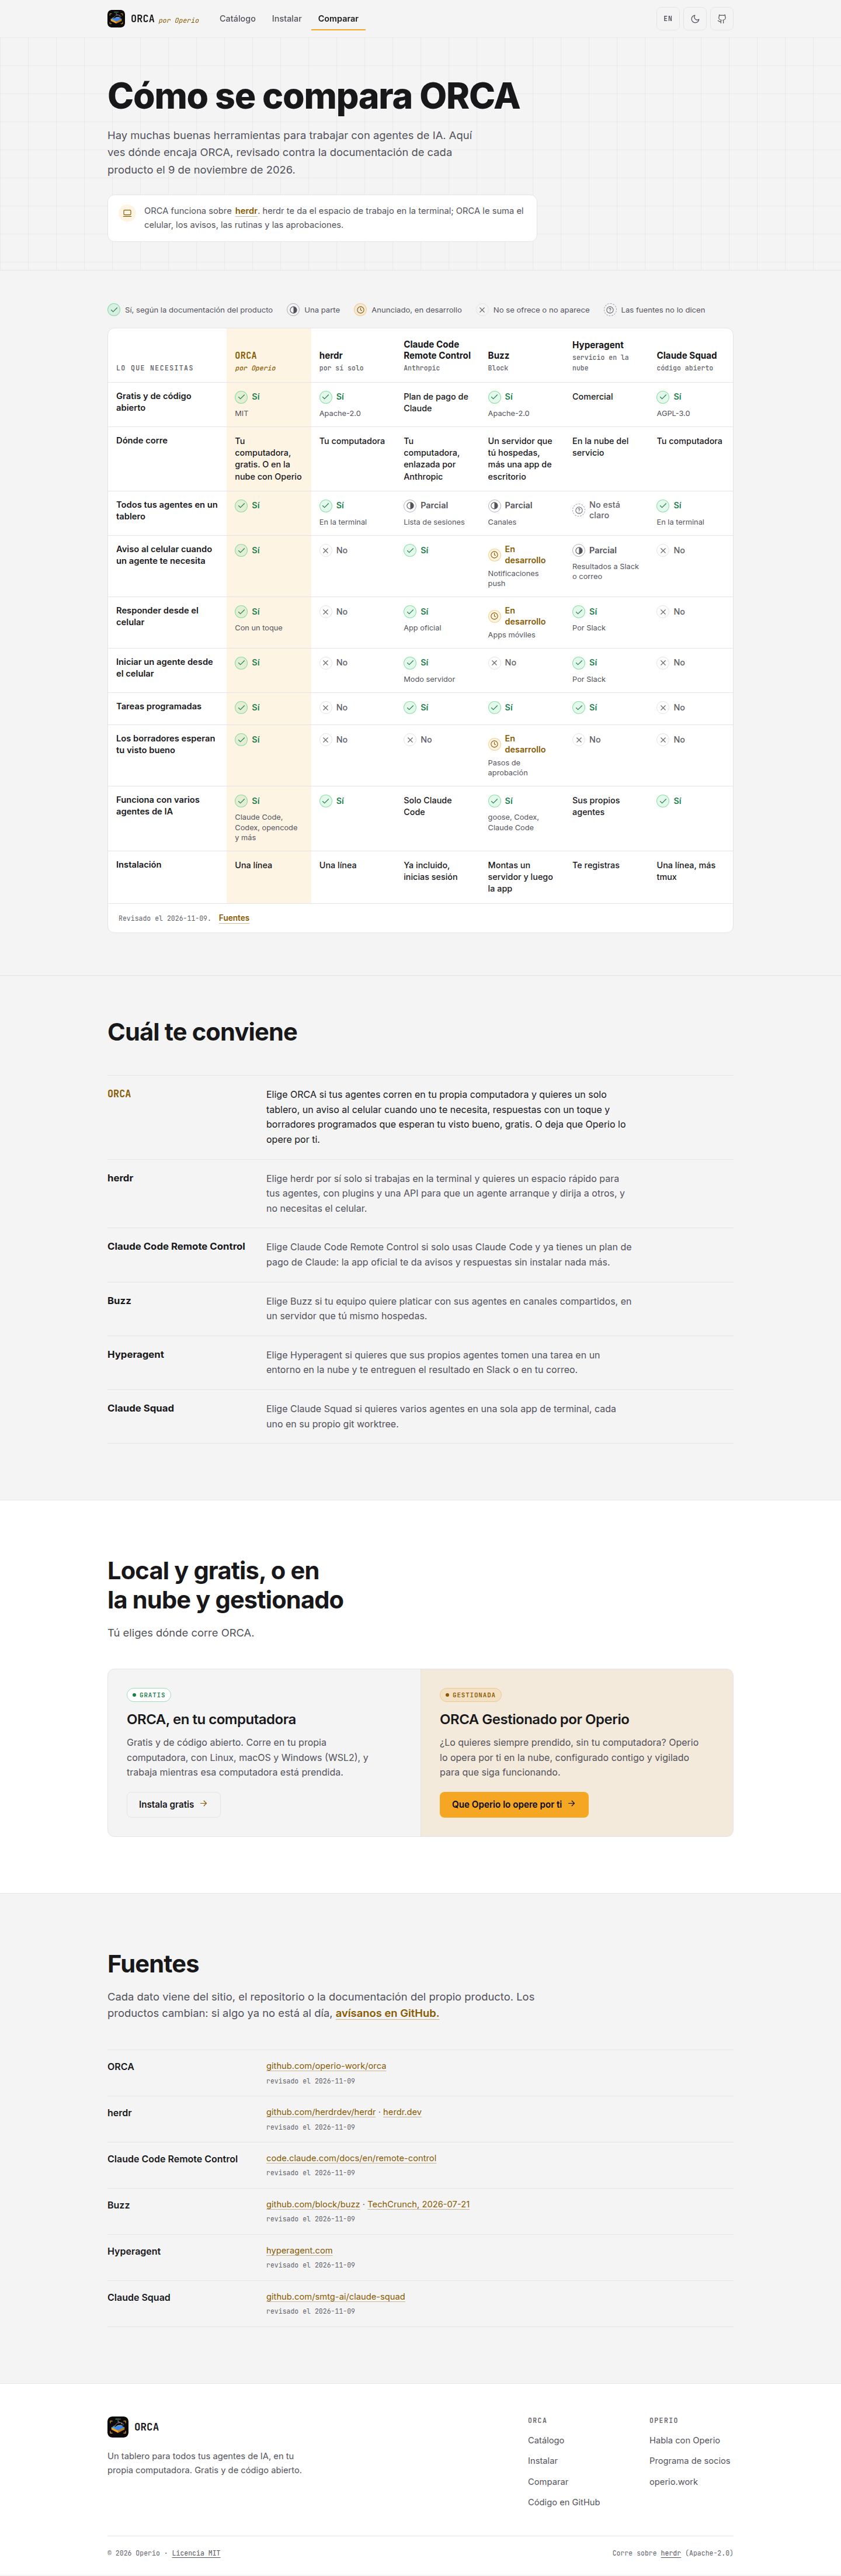 ORCA por Operio
Catálogo
Instalar
Comparar
EN
Cómo se compara ORCA
Hay muchas buenas herramientas para trabajar con agentes de IA. Aquí
ves dónde encaja ORCA, revisado contra la documentación de cada
producto el 9 de noviembre de 2026.
ORCA funciona sobre herdr. herdr te da el espacio de trabajo en la terminal; ORCA le suma el
celular, los avisos, las rutinas y las aprobaciones.
Sí, según la documentación del producto
Una parte
Anunciado, en desarrollo
No se ofrece o no aparece
Las fuentes no lo dicen
LO QUE NECESITAS
ORCA
por Operio
herdr
por sí solo
Claude Code
Remote Control
Anthropic
Buzz
Block
Hyperagent
servicio en la
nube
Claude Squad
código abierto
Gratis y de código
abierto
Sí
MIT
Sí
Apache-2.0
Plan de pago de
Claude
Sí
Apache-2.0
Comercial
Sí
AGPL-3.0
Dónde corre
Tu
computadora,
gratis. O en la
nube con Operio
Tu computadora
Tu
computadora,
enlazada por
Anthropic
Un servidor que
tú hospedas,
más una app de
escritorio
En la nube del
servicio
Tu computadora
Todos tus agentes en un
tablero
Sí
Sí
En la terminal
Parcial
Lista de sesiones
Parcial
Canales
No está
claro
Sí
En la terminal
Aviso al celular cuando
un agente te necesita
Sí
No
Sí
En
desarrollo
Notificaciones
push
Parcial
Resultados a Slack
o correo
No
Responder desde el
celular
Sí
Con un toque
No
Sí
App oficial
En
desarrollo
Apps móviles
Sí
Por Slack
No
Iniciar un agente desde
el celular
Sí
No
Sí
Modo servidor
No
Sí
Por Slack
No
Tareas programadas
Sí
No
Sí
Sí
Sí
No
Los borradores esperan
tu visto bueno
Sí
No
No
En
desarrollo
Pasos de
aprobación
No
No
Funciona con varios
agentes de IA
Sí
Claude Code,
Codex, opencode
y más
Sí
Solo Claude
Code
Sí
goose, Codex,
Claude Code
Sus propios
agentes
Sí
Instalación
Una línea
Una línea
Ya incluido,
inicias sesión
Montas un
servidor y luego
la app
Te registras
Una línea, más
tmux
Revisado el 2026-11-09. Fuentes
Cuál te conviene
ORCA
Elige ORCA si tus agentes corren en tu propia computadora y quieres un solo
tablero, un aviso al celular cuando uno te necesita, respuestas con un toque y
borradores programados que esperan tu visto bueno, gratis. O deja que Operio lo
opere por ti.
herdr
Elige herdr por sí solo si trabajas en la terminal y quieres un espacio rápido para
tus agentes, con plugins y una API para que un agente arranque y dirija a otros, y
no necesitas el celular.
Claude Code Remote Control
Elige Claude Code Remote Control si solo usas Claude Code y ya tienes un plan de
pago de Claude: la app oficial te da avisos y respuestas sin instalar nada más.
Buzz
Elige Buzz si tu equipo quiere platicar con sus agentes en canales compartidos, en
un servidor que tú mismo hospedas.
Hyperagent
Elige Hyperagent si quieres que sus propios agentes tomen una tarea en un
entorno en la nube y te entreguen el resultado en Slack o en tu correo.
Claude Squad
Elige Claude Squad si quieres varios agentes en una sola app de terminal, cada
uno en su propio git worktree.
Local y gratis, o en
la nube y gestionado
Tú eliges dónde corre ORCA.
GRATIS
ORCA, en tu computadora
Gratis y de código abierto. Corre en tu propia
computadora, con Linux, macOS y Windows (WSL2), y
trabaja mientras esa computadora está prendida.
Instala gratis
GESTIONADA
ORCA Gestionado por Operio
¿Lo quieres siempre prendido, sin tu computadora? Operio
lo opera por ti en la nube, configurado contigo y vigilado
para que siga funcionando.
Que Operio lo opere por ti
Fuentes
Cada dato viene del sitio, el repositorio o la documentación del propio producto. Los
productos cambian: si algo ya no está al día, avísanos en GitHub.
ORCA
github.com/operio-work/orca
revisado el 2026-11-09
herdr
github.com/herdrdev/herdr · herdr.dev
revisado el 2026-11-09
Claude Code Remote Control
code.claude.com/docs/en/remote-control
revisado el 2026-11-09
Buzz
github.com/block/buzz · TechCrunch, 2026-07-21
revisado el 2026-11-09
Hyperagent
hyperagent.com
revisado el 2026-11-09
Claude Squad
github.com/smtg-ai/claude-squad
revisado el 2026-11-09
ORCA
Un tablero para todos tus agentes de IA, en tu
propia computadora. Gratis y de código abierto.
ORCA
Catálogo
Instalar
Comparar
Código en GitHub
OPERIO
Habla con Operio
Programa de socios
operio.work
© 2026 Operio · Licencia MIT
Corre sobre herdr (Apache-2.0)